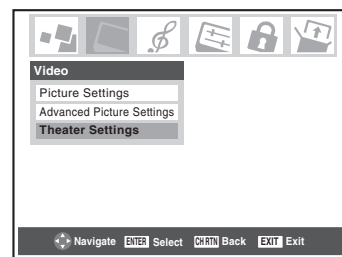 Video
Picture Settings
Advanced Picture Settings
Theater Settings
Navigate ENTER Select CH RTN Back EXIT Exit